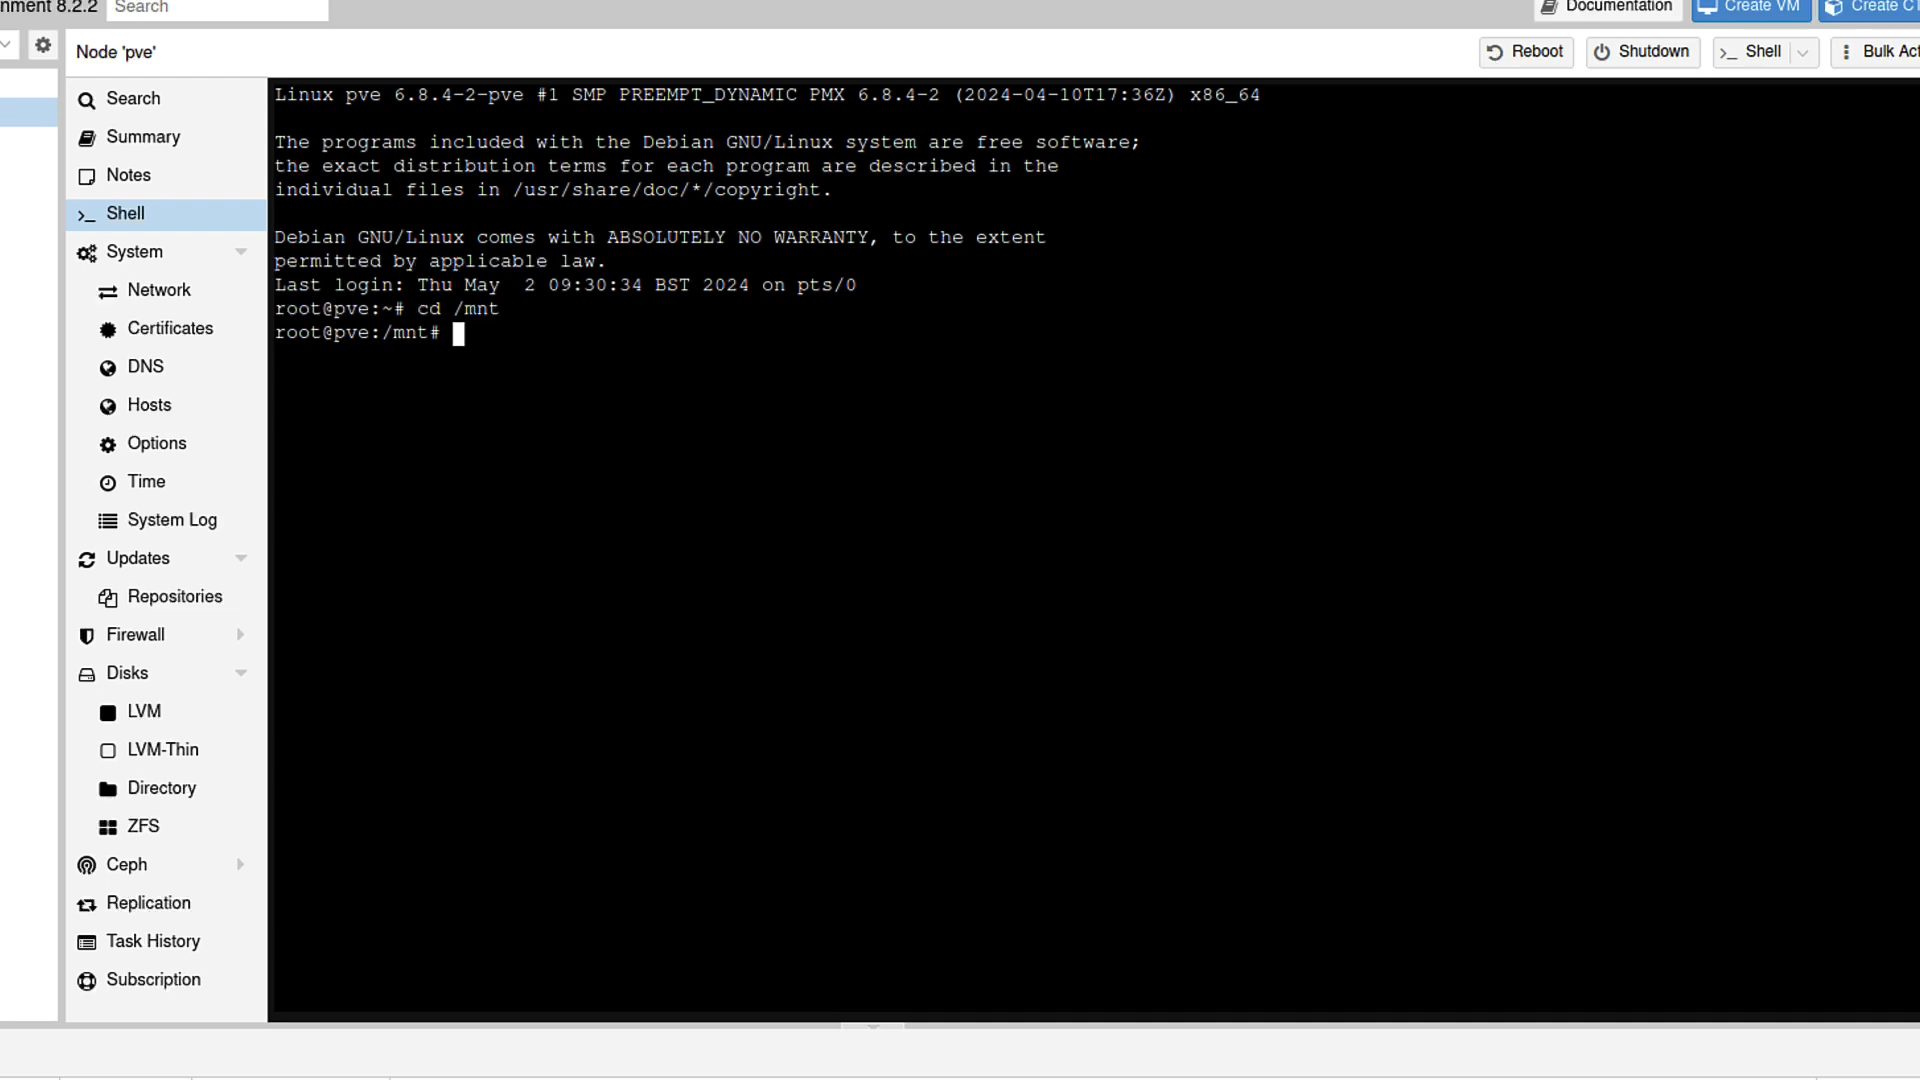 nment 8.2.2
Search
Documentation
Create VM
Create CT
Node 'pve'
Reboot
Shutdown
Shell
Bulk Act
Search
Summary
Notes
Shell
System
Network
Certificates
DNS
Hosts
Options
Time
System Log
Updates
Repositories
Firewall
Disks
LVM
LVM-Thin
Directory
ZFS
Ceph
Replication
Task History
Subscription
Linux pve 6.8.4-2-pve #1 SMP PREEMPT_DYNAMIC PMX 6.8.4-2 (2024-04-10T17:36Z) x86_64
The programs included with the Debian GNU/Linux system are free software;
the exact distribution terms for each program are described in the
individual files in /usr/share/doc/*/copyright.
Debian GNU/Linux comes with ABSOLUTELY NO WARRANTY, to the extent
permitted by applicable law.
Last login: Thu May  2 09:30:34 BST 2024 on pts/0
root@pve:~# cd /mnt
root@pve:/mnt#